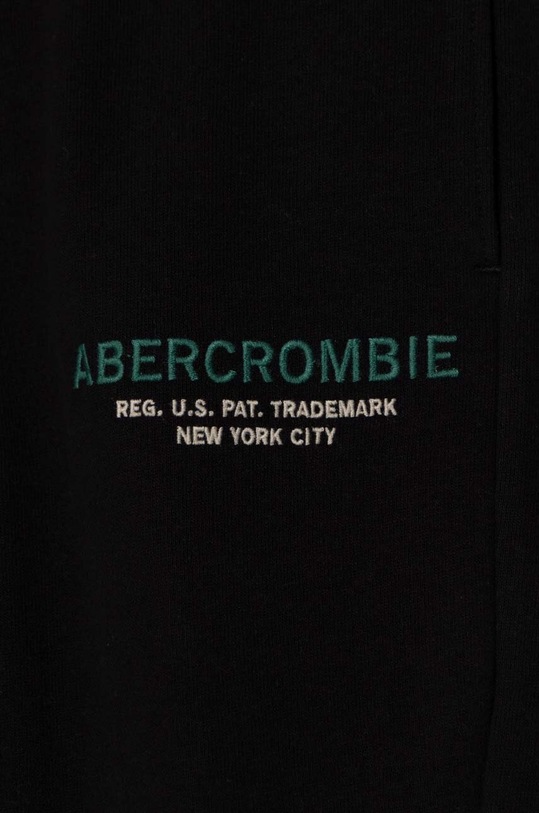 ABERCROMBIE
REG. U.S. PAT. TRADEMARK
NEW YORK CITY